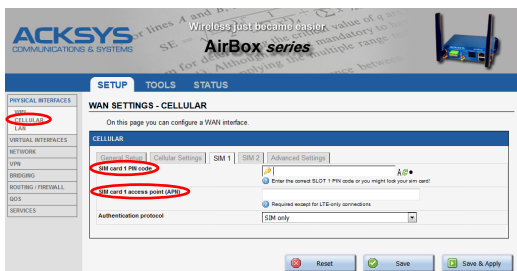 ACKSYS
COMMUNICATIONS & SYSTEMS
Wireless just became easier
AirBox series
SETUP TOOLS STATUS
PHYSICAL INTERFACES
CELLULAR
LAN
VIRTUAL INTERFACES
NETWORK
VPN
BRIDGING
ROUTING / FIREWALL
QOS
SERVICES
WAN SETTINGS - CELLULAR
On this page you can configure a WAN interface.
CELLULAR
General Setup Cellular Settings SIM 1 SIM 2 Advanced Settings
SIM card 1 PIN code
Enter the correct SLOT 1 PIN code or you might lock your sim card!
SIM card 1 access point (APN)
Required except for LTE-only connections
Authentication protocol
SIM only
Reset Save Save & Apply